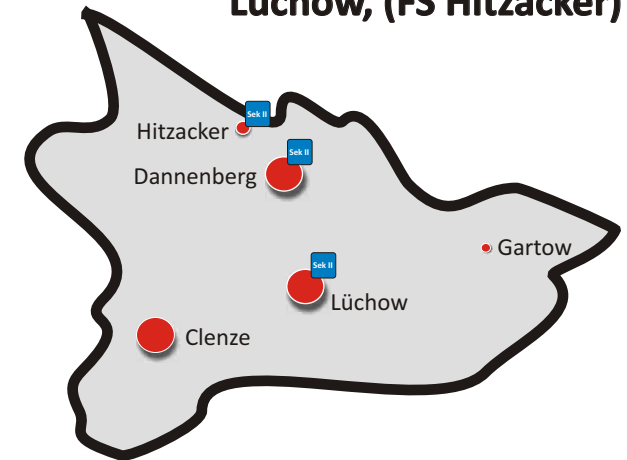 Lüchow, (FS Hitzacker)
Sek II
Hitzacker
Sek II
Dannenberg
Gartow
Sek II
Lüchow
Clenze